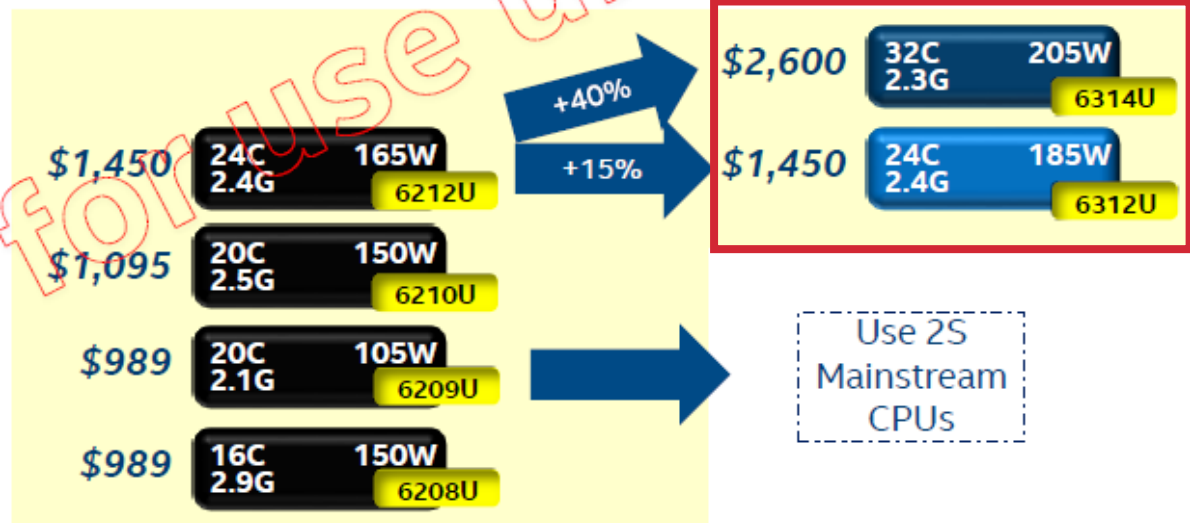 for use u
$1,450
24C 165W
2.4G
6212U
$1,095
20C 150W
2.5G
6210U
$989
20C 105W
2.1G
6209U
$989
16C 150W
2.9G
6208U
+40%
+15%
$2,600
32C 205W
2.3G
6314U
$1,450
24C 185W
2.4G
6312U
Use 2S
Mainstream
CPUs